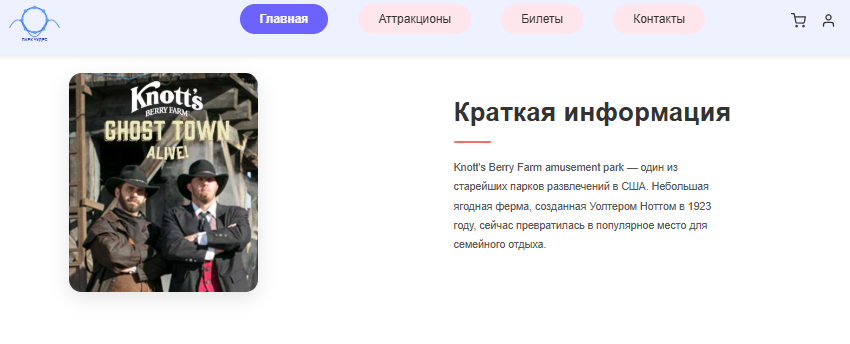 ПАРК ЧУДЕС
Главная
Аттракционы
Билеты
Контакты
Knott's
BERRY FARM
GHOST TOWN
ALIVE!
Краткая информация
Knott's Berry Farm amusement park — один из
старейших парков развлечений в США. Небольшая
ягодная ферма, созданная Уолтером Ноттом в 1923
году, сейчас превратилась в популярное место для
семейного отдыха.